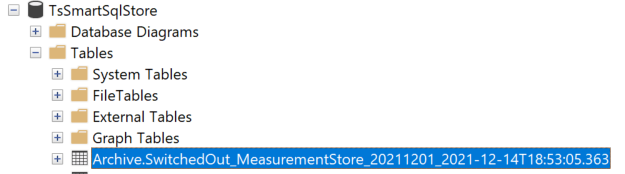 TsSmartSqlStore
Database Diagrams
Tables
System Tables
FileTables
External Tables
Graph Tables
Archive.SwitchedOut_MeasurementStore_20211201_2021-12-14T18:53:05.363